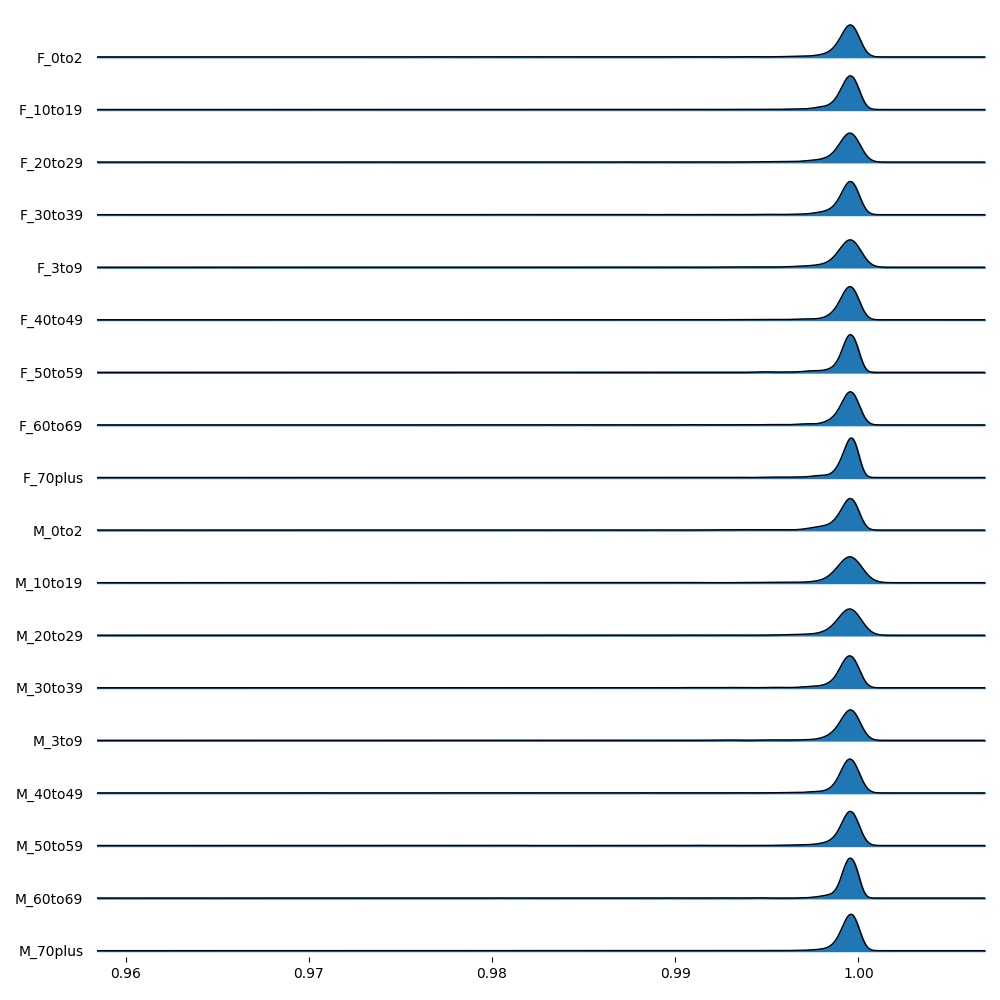 F_0to2
F_10to19
F_20to29
F_30to39
F_3to9
F_40to49
F_50to59
F_60to69
F_70plus
M_0to2
M_10to19
M_20to29
M_30to39
M_3to9
M_40to49
M_50to59
M_60to69
M_70plus
0.96 0.97 0.98 0.99 1.00